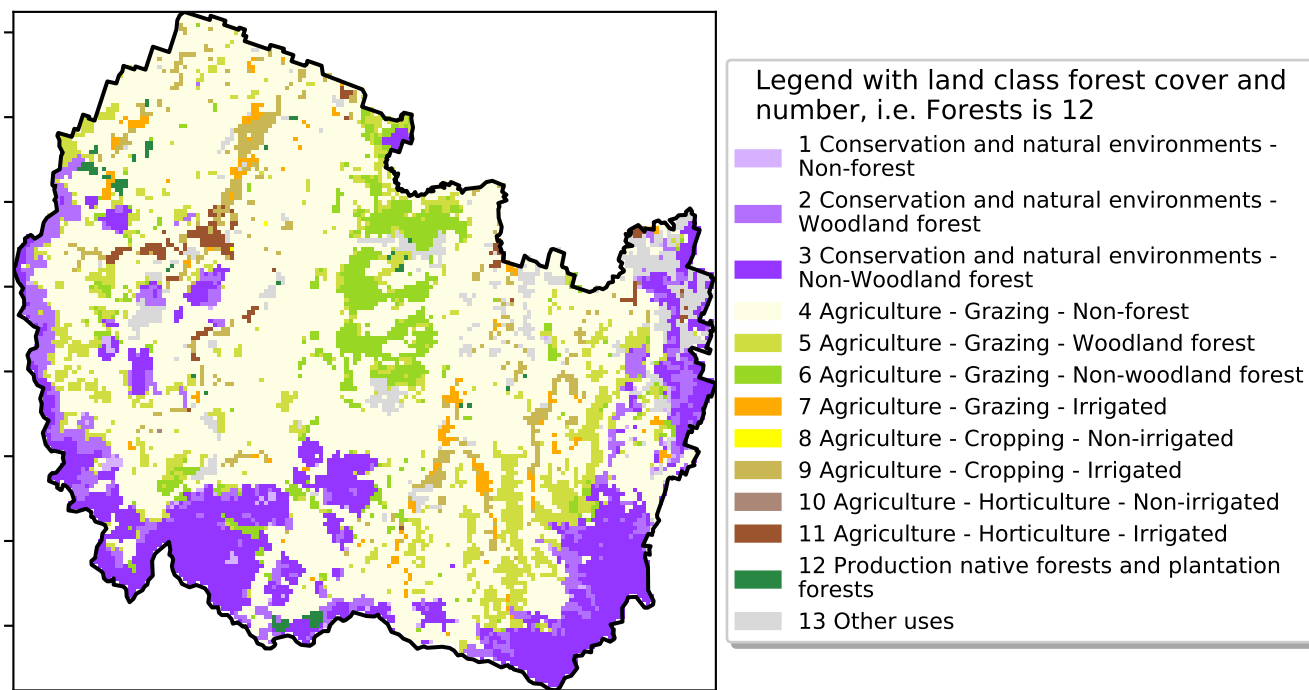 Legend with land class forest cover and
number, i.e. Forests is 12
1 Conservation and natural environments -
Non-forest
2 Conservation and natural environments -
Woodland forest
3 Conservation and natural environments -
Non-Woodland forest
4 Agriculture - Grazing - Non-forest
5 Agriculture - Grazing - Woodland forest
6 Agriculture - Grazing - Non-woodland forest
7 Agriculture - Grazing - Irrigated
8 Agriculture - Cropping - Non-irrigated
9 Agriculture - Cropping - Irrigated
10 Agriculture - Horticulture - Non-irrigated
11 Agriculture - Horticulture - Irrigated
12 Production native forests and plantation
forests
13 Other uses